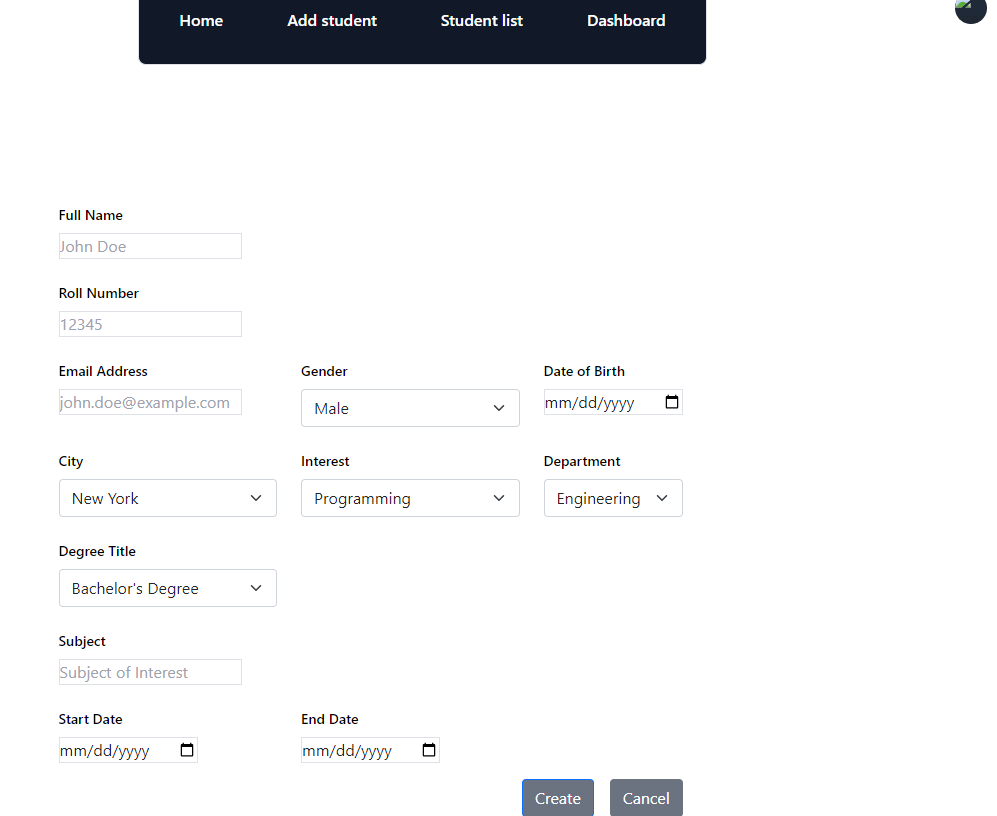 Home Add student Student list Dashboard
Full Name
John Doe
Roll Number
12345
Email Address Gender Date of Birth
john.doe@example.com Male mm/dd/yyyy
City Interest Department
New York Programming Engineering
Degree Title
Bachelor's Degree
Subject
Subject of Interest
Start Date End Date
mm/dd/yyyy mm/dd/yyyy
Create Cancel